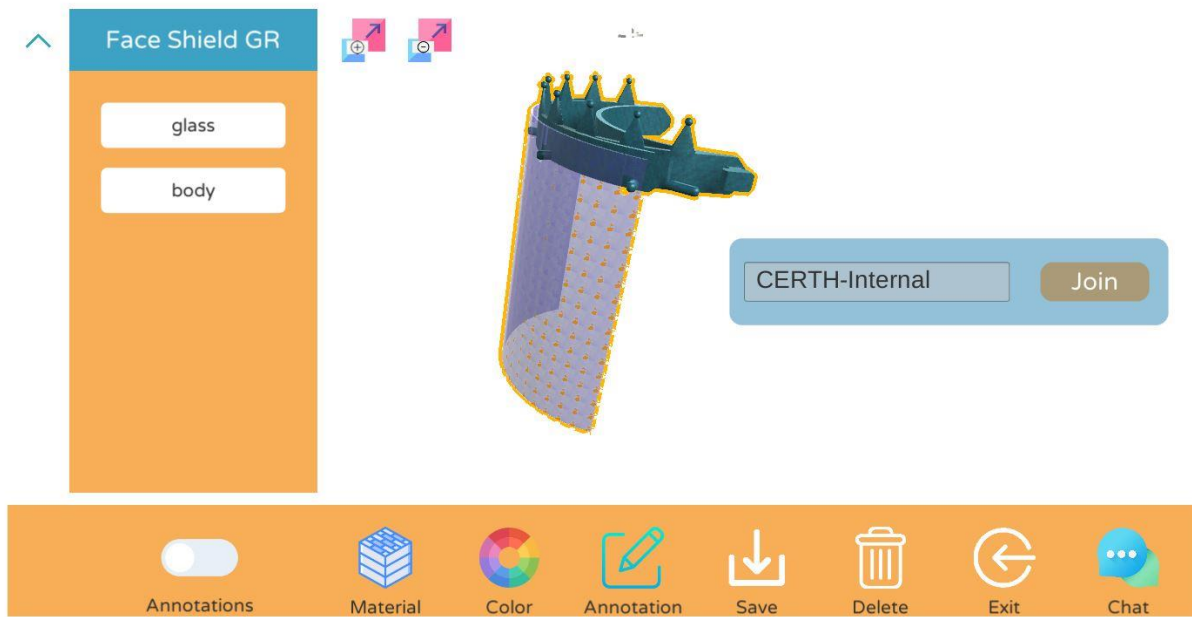 Face Shield GR
glass
body
CERTH-Internal
Join
Annotations
Material
Color
Annotation
Save
Delete
Exit
Chat